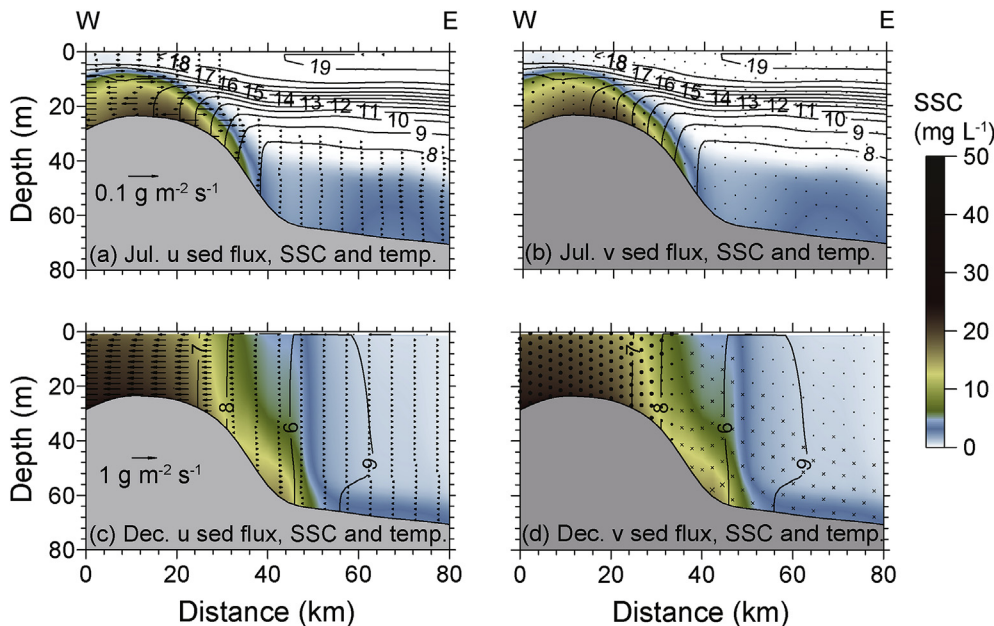 W E W E
0
20
40
60
80
Depth (m)
18 17 16 15 14 13 12 11 10 9 8 19
0.1 g m⁻² s⁻¹
(a) Jul. u sed flux, SSC and temp.
18 17 16 15 14 13 12 11 10 9 8 19
(b) Jul. v sed flux, SSC and temp.
SSC
(mg L⁻¹)
50
40
30
20
10
5
0
0
20
40
60
80
Depth (m)
7 8 9 9
1 g m⁻² s⁻¹
(c) Dec. u sed flux, SSC and temp.
7 8 9 9
(d) Dec. v sed flux, SSC and temp.
0 20 40 60 80
0 20 40 60 80
Distance (km) Distance (km)